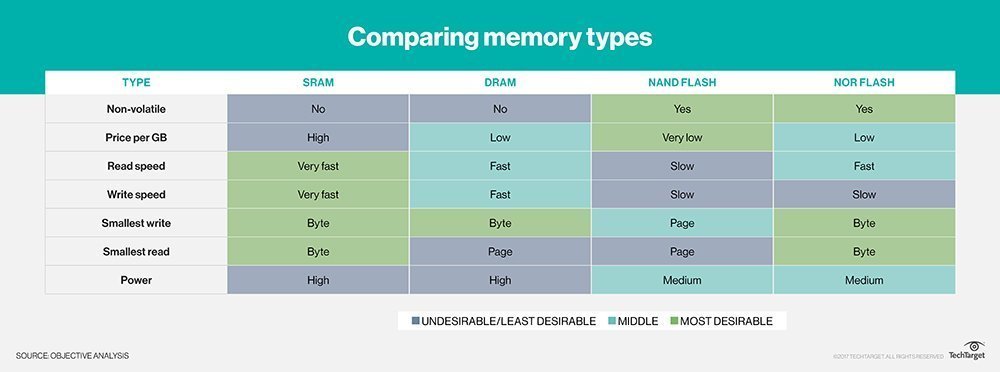 Comparing memory types
TYPE SRAM DRAM NAND FLASH NOR FLASH
Non-volatile No No Yes Yes
Price per GB High Low Very low Low
Read speed Very fast Fast Slow Fast
Write speed Very fast Fast Slow Slow
Smallest write Byte Byte Page Byte
Smallest read Byte Page Page Byte
Power High High Medium Medium
UNDESIRABLE/LEAST DESIRABLE MIDDLE MOST DESIRABLE
SOURCE: OBJECTIVE ANALYSIS
©2017 TECHTARGET. ALL RIGHTS RESERVED TechTarget